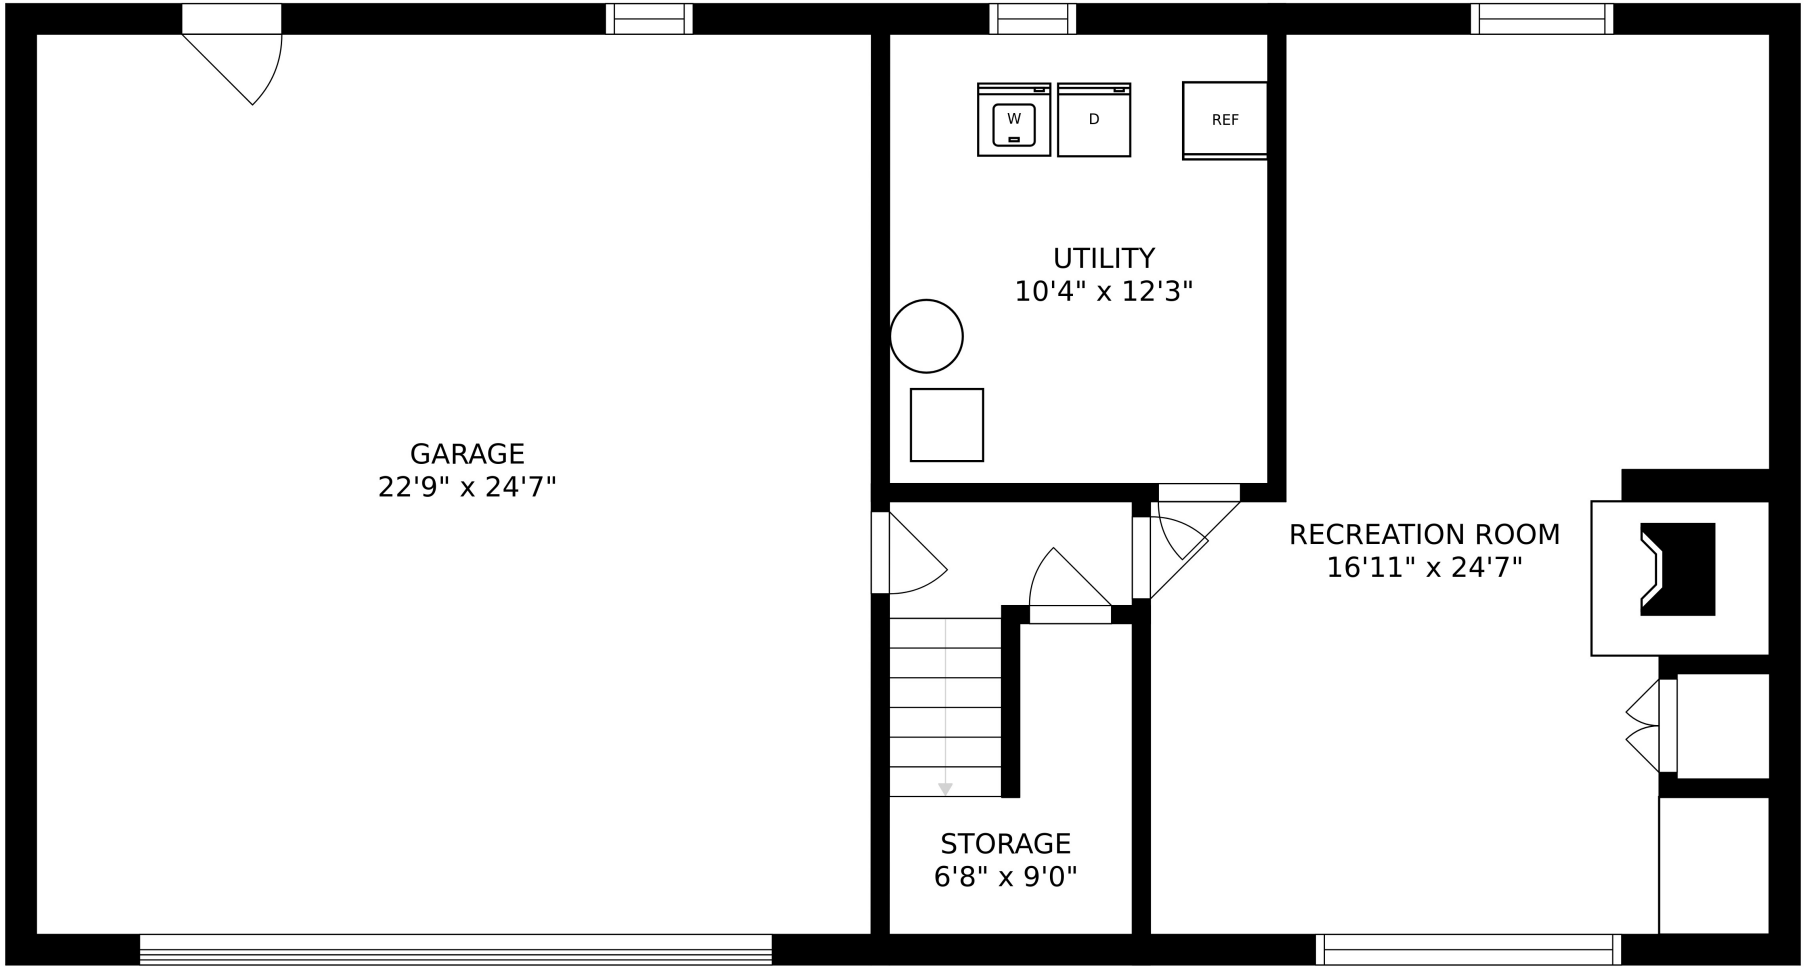 W
D
REF
UTILITY
10'4" x 12'3"
GARAGE
22'9" x 24'7"
RECREATION ROOM
16'11" x 24'7"
STORAGE
6'8" x 9'0"